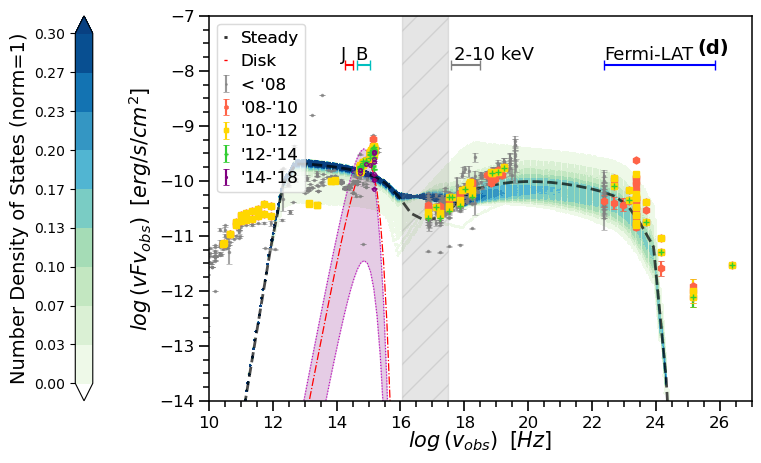 Number Density of States (norm=1)
0.30
0.27
0.23
0.20
0.17
0.13
0.10
0.07
0.03
0.00
log (νFν_obs) [erg/s/cm²]
−7
−8
−9
−10
−11
−12
−13
−14
Steady
Disk
< '08
'08-'10
'10-'12
'12-'14
'14-'18
J B
2-10 keV
Fermi-LAT
(d)
10 12 14 16 18 20 22 24 26
log (ν_obs) [Hz]